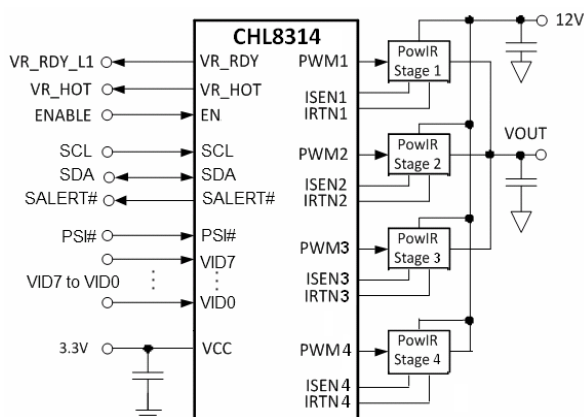 CHL8314
12V
VR_RDY_L1
VR_RDY
PWM1
PowIR
Stage 1
VR_HOT
VR_HOT
ISEN1
IRTN1
ENABLE
EN
VOUT
SCL
SCL
PWM2
PowIR
Stage 2
SDA
SDA
ISEN2
IRTN2
SALERT#
SALERT#
PSI#
PSI#
PWM3
PowIR
Stage 3
VID7
VID7 to VID0
ISEN3
IRTN3
VID0
3.3V
VCC
PWM4
PowIR
Stage 4
ISEN4
IRTN4